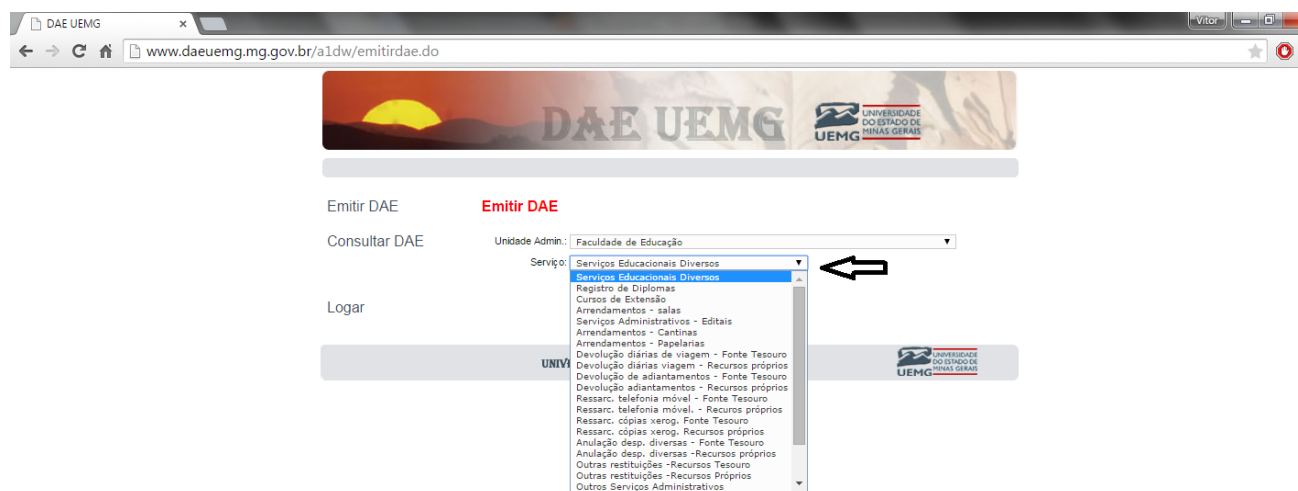 DAE UEMG
Vitor
www.daeuemg.mg.gov.br/a1dw/emitirdae.do
DAE UEMG
UEMG
UNIVERSIDADE
DO ESTADO DE
MINAS GERAIS
Emitir DAE
Emitir DAE
Consultar DAE
Unidade Admin.: Faculdade de Educação
Serviço: Serviços Educacionais Diversos
Serviços Educacionais Diversos
Registro de Diplomas
Cursos de Extensão
Arrendamentos - salas
Serviços Administrativos - Editais
Arrendamentos - Cantinas
Arrendamentos - Papelarias
Devolução diárias de viagem - Fonte Tesouro
Devolução diárias viagem - Recursos próprios
Devolução de adiantamentos - Fonte Tesouro
Devolução adiantamentos - Recursos próprios
Ressarc. telefonia móvel - Fonte Tesouro
Ressarc. telefonia móvel. - Recuros próprios
Ressarc. cópias xerog. Fonte Tesouro
Ressarc. cópias xerog. Recursos próprios
Anulação desp. diversas - Fonte Tesouro
Anulação desp. diversas -Recursos próprios
Outras restituições -Recursos Tesouro
Outras restituições -Recursos Próprios
Outros Serviços Administrativos
Logar
UEMG
UNIVERSIDADE
DO ESTADO DE
MINAS GERAIS